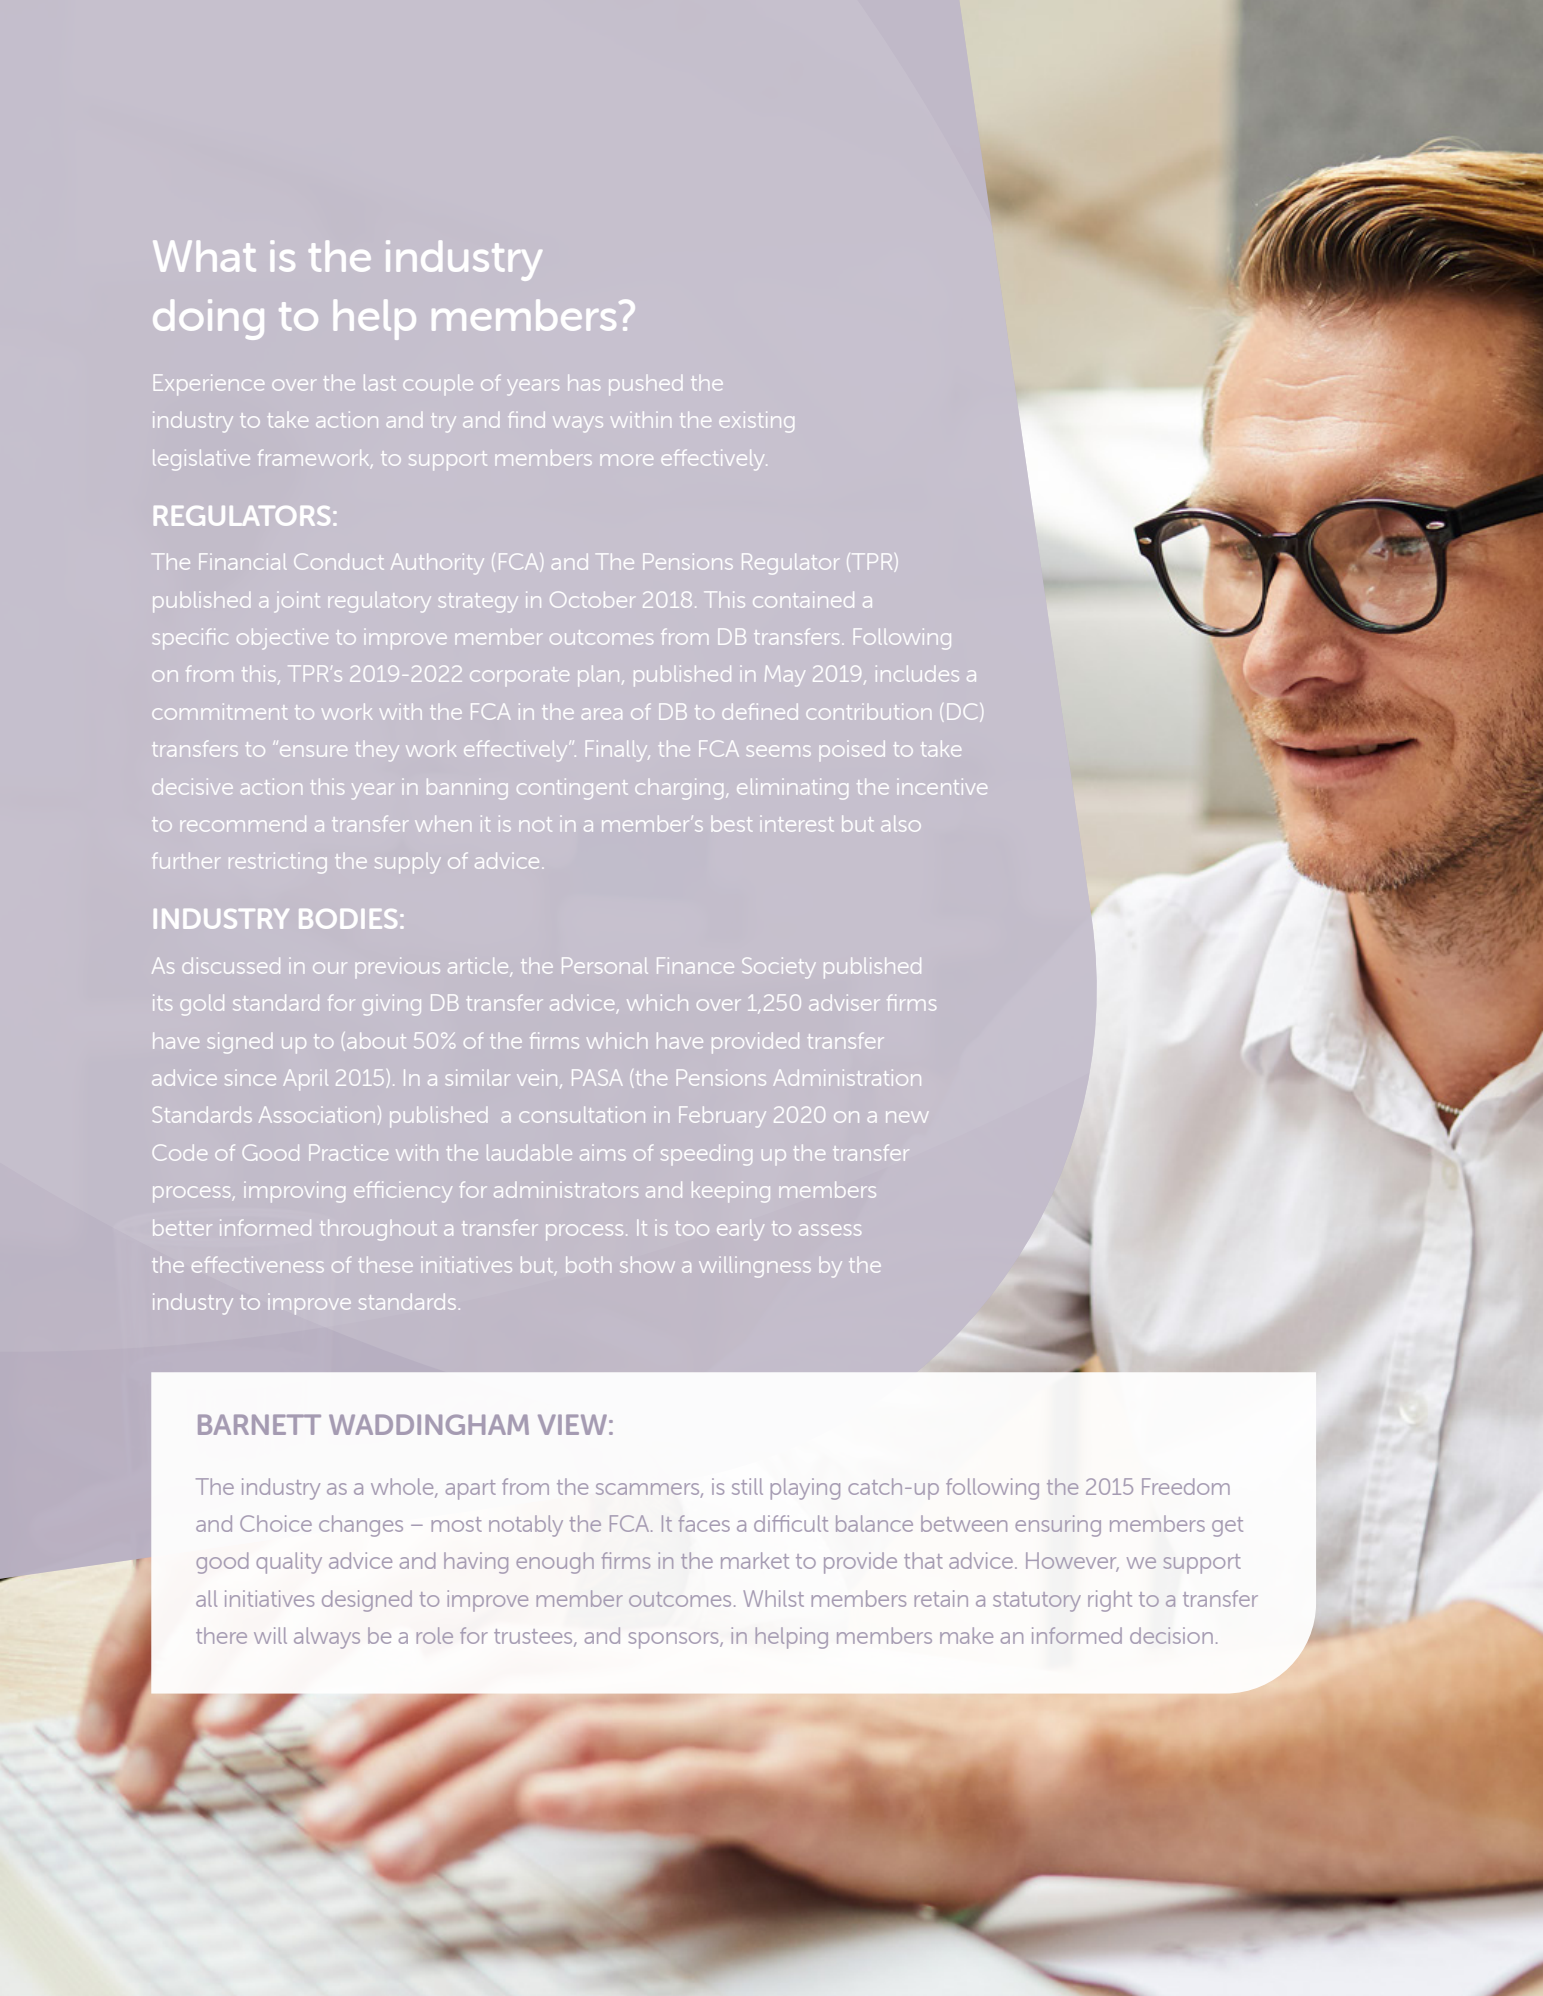 What is the industry
doing to help members?
Experience over the last couple of years has pushed the
industry to take action and try and find ways within the existing
legislative framework, to support members more effectively.
REGULATORS:
The Financial Conduct Authority (FCA) and The Pensions Regulator (TPR)
published a joint regulatory strategy in October 2018. This contained a
specific objective to improve member outcomes from DB transfers. Following
on from this, TPR’s 2019-2022 corporate plan, published in May 2019, includes a
commitment to work with the FCA in the area of DB to defined contribution (DC)
transfers to “ensure they work effectively”. Finally, the FCA seems poised to take
decisive action this year in banning contingent charging, eliminating the incentive
to recommend a transfer when it is not in a member’s best interest but also
further restricting the supply of advice.
INDUSTRY BODIES:
As discussed in our previous article, the Personal Finance Society published
its gold standard for giving DB transfer advice, which over 1,250 adviser firms
have signed up to (about 50% of the firms which have provided transfer
advice since April 2015). In a similar vein, PASA (the Pensions Administration
Standards Association) published  a consultation in February 2020 on a new
Code of Good Practice with the laudable aims of speeding up the transfer
process, improving efficiency for administrators and keeping members
better informed throughout a transfer process. It is too early to assess
the effectiveness of these initiatives but, both show a willingness by the
industry to improve standards.
BARNETT WADDINGHAM VIEW:
The industry as a whole, apart from the scammers, is still playing catch-up following the 2015 Freedom
and Choice changes – most notably the FCA. It faces a difficult balance between ensuring members get
good quality advice and having enough firms in the market to provide that advice. However, we support
all initiatives designed to improve member outcomes. Whilst members retain a statutory right to a transfer
there will always be a role for trustees, and sponsors, in helping members make an informed decision.